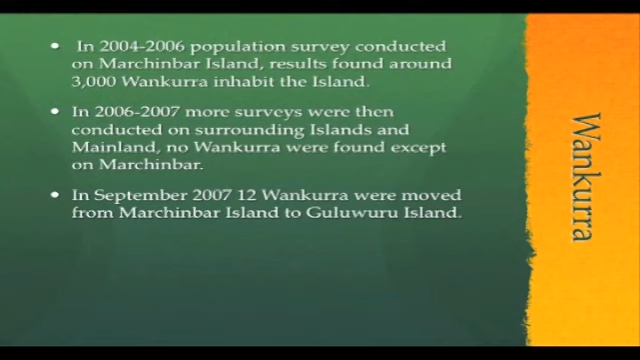 In 2004-2006 population survey conducted
on Marchinbar Island, results found around
3,000 Wankurra inhabit the Island.
In 2006-2007 more surveys were then
conducted on surrounding Islands and
Mainland, no Wankurra were found except
on Marchinbar.
In September 2007 12 Wankurra were moved
from Marchinbar Island to Guluwuru Island.
Wankurra